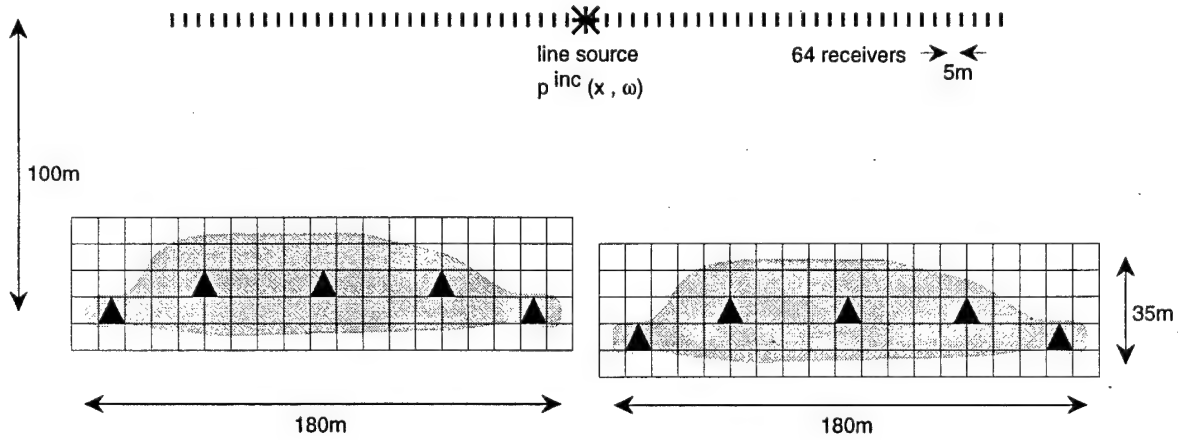 line source
p inc (x , ω)
64 receivers
5m
100m
35m
180m
180m